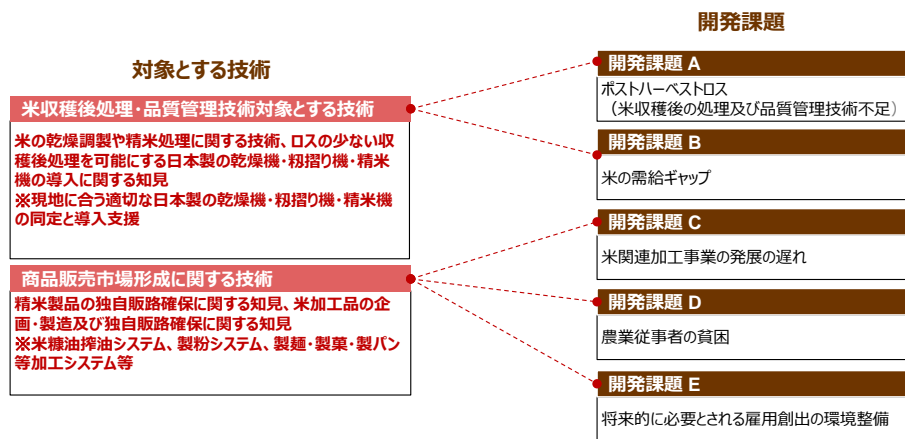 対象とする技術
米収穫後処理・品質管理技術対象とする技術
米の乾燥調製や精米処理に関する技術、ロスの少ない収
穫後処理を可能にする日本製の乾燥機・籾摺り機・精米
機の導入に関する知見
※現地に合う適切な日本製の乾燥機・籾摺り機・精米機
の同定と導入支援
商品販売市場形成に関する技術
精米製品の独自販路確保に関する知見、米加工品の企
画・製造及び独自販路確保に関する知見
※米糠油搾油システム、製粉システム、製麺・製菓・製パン
等加工システム等
開発課題
開発課題 A
ポストハーベストロス
（米収穫後の処理及び品質管理技術不足）
開発課題 B
米の需給ギャップ
開発課題 C
米関連加工事業の発展の遅れ
開発課題 D
農業従事者の貧困
開発課題 E
将来的に必要とされる雇用創出の環境整備